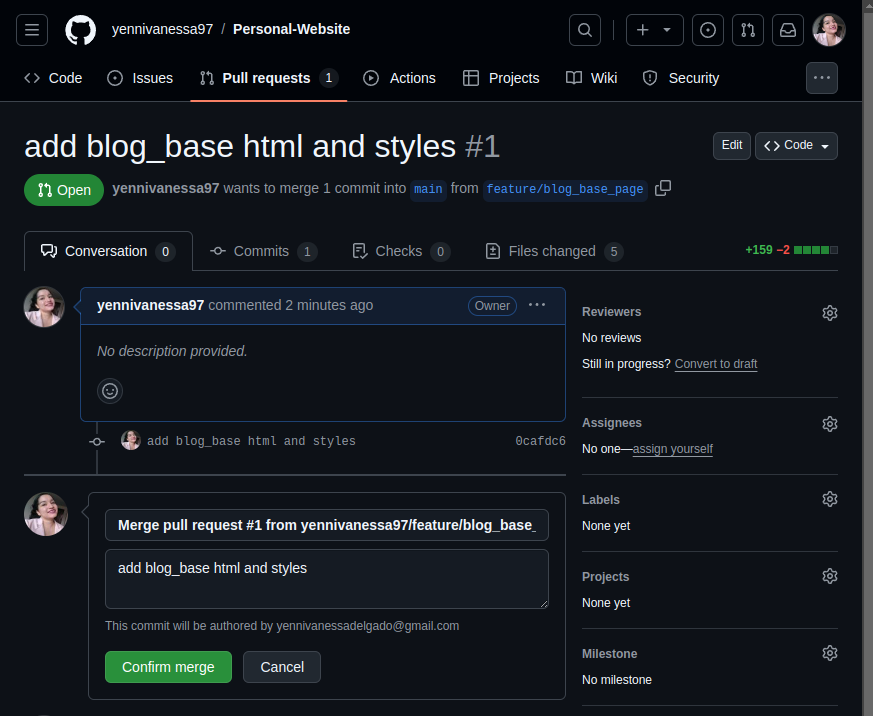 yennivanessa97 / Personal-Website
Code Issues Pull requests 1 Actions Projects Wiki Security
add blog_base html and styles #1
Edit Code
Open yennivanessa97 wants to merge 1 commit into main from feature/blog_base_page
Conversation 0 Commits 1 Checks 0 Files changed 5 +159 −2
yennivanessa97 commented 2 minutes ago Owner
No description provided.
add blog_base html and styles 0cafdc6
Merge pull request #1 from yennivanessa97/feature/blog_base_
add blog_base html and styles
This commit will be authored by yennivanessadelgado@gmail.com
Confirm merge Cancel
Reviewers
No reviews
Still in progress? Convert to draft
Assignees
No one—assign yourself
Labels
None yet
Projects
None yet
Milestone
No milestone